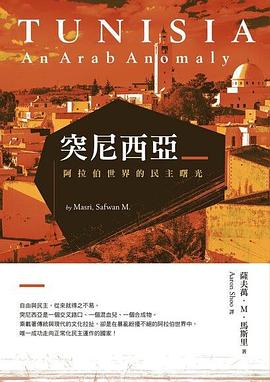 TUNISIA
An Arab Anomaly
突尼西亞
阿拉伯世界的民主曙光
by Masri, Safwan M.
自由與民主，從來就得之不易。
突尼西亞是一個交叉路口、一個混血兒、一個合成物。
乘載著傳統與現代的文化拉扯，卻是在暴亂紛擾不絕的阿拉伯世界中，
唯一成功走向正常化民主運作的國家！
薩夫萬・M・馬斯里 著
Aaron Shoo 譯